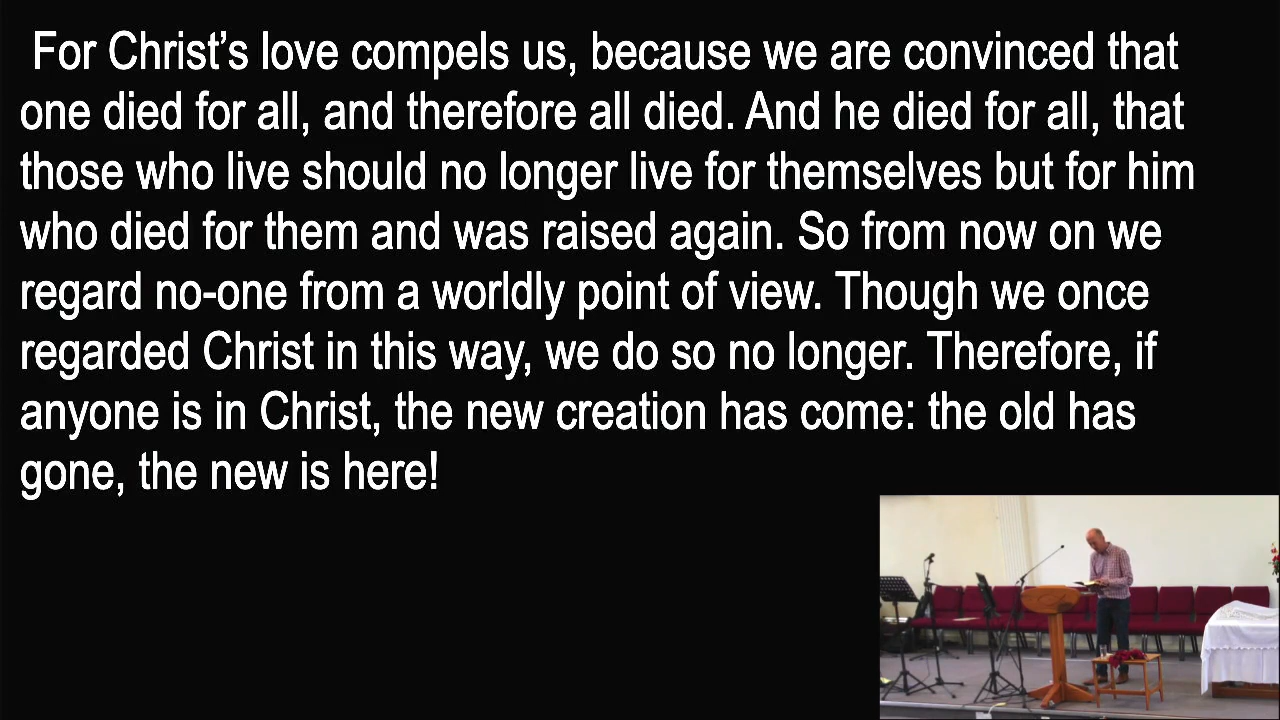 For Christ’s love compels us, because we are convinced that
one died for all, and therefore all died. And he died for all, that
those who live should no longer live for themselves but for him
who died for them and was raised again. So from now on we
regard no-one from a worldly point of view. Though we once
regarded Christ in this way, we do so no longer. Therefore, if
anyone is in Christ, the new creation has come: the old has
gone, the new is here!